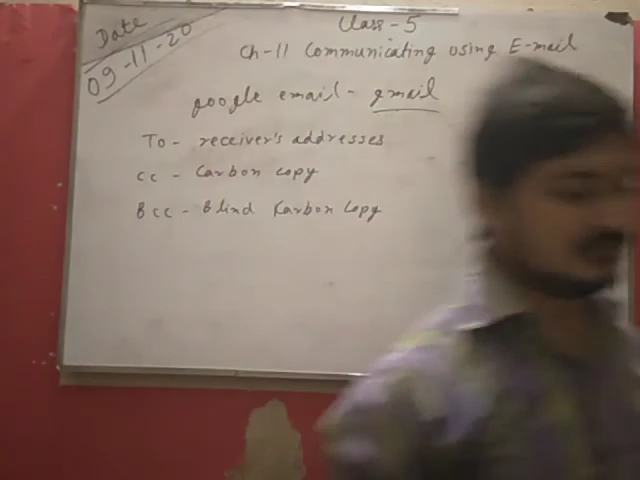 Date
09-11-20
Class-5
Ch-11 Communicating using E-mail
google email - gmail
To - receiver's addresses
cc - Carbon copy
Bcc - Blind Karbon Copy